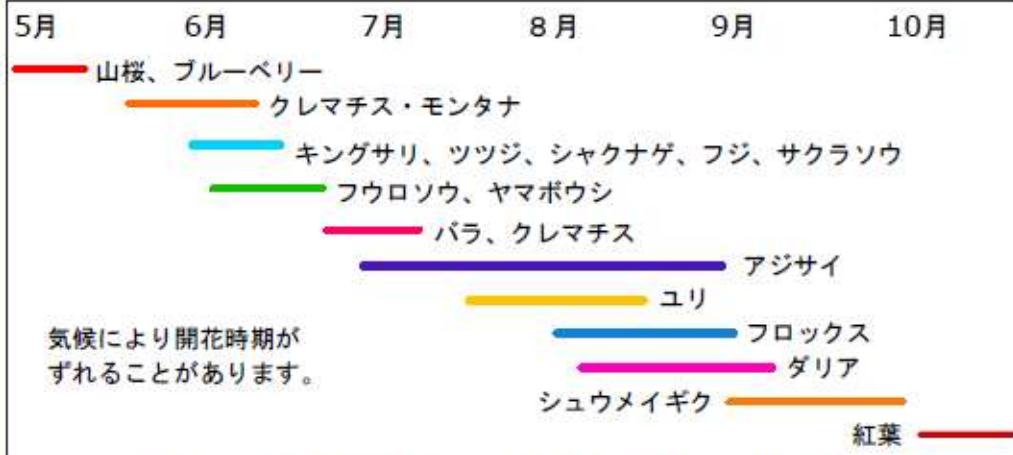 5月 6月 7月 8月 9月 10月
山桜、ブルーベリー
クレマチス・モンタナ
キングサリ、ツツジ、シャクナゲ、フジ、サクラソウ
フウロソウ、ヤマボウシ
バラ、クレマチス
アジサイ
ユリ
気候により開花時期が
ずれることがあります。
フロックス
ダリア
シュウメイギク
紅葉